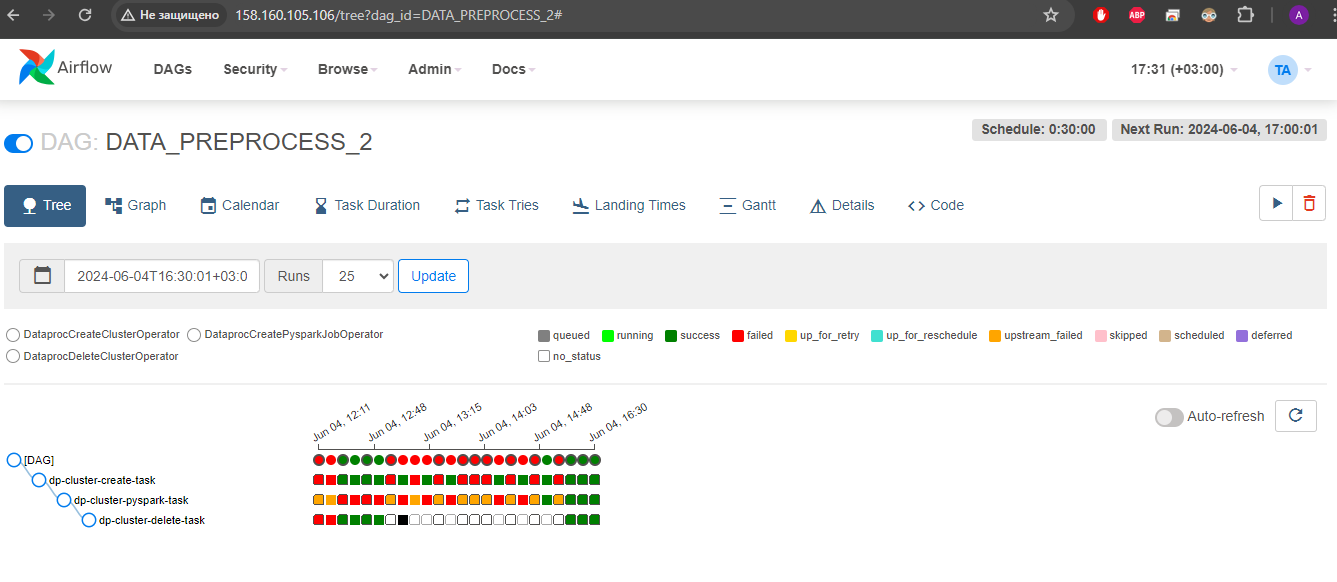 Не защищено 158.160.105.106/tree?dag_id=DATA_PREPROCESS_2# ABP A
Airflow DAGs Security Browse Admin Docs 17:31 (+03:00) TA
DAG: DATA_PREPROCESS_2 Schedule: 0:30:00 Next Run: 2024-06-04, 17:00:01
Tree Graph Calendar Task Duration Task Tries Landing Times Gantt Details Code
2024-06-04T16:30:01+03:0 Runs 25 Update
DataprocCreateClusterOperator DataprocCreatePysparkJobOperator queued running success failed up_for_retry up_for_reschedule upstream_failed skipped scheduled deferred
DataprocDeleteClusterOperator no_status
Jun 04, 12:11 Jun 04, 12:48 Jun 04, 13:15 Jun 04, 14:03 Jun 04, 14:48 Jun 04, 16:30 Auto-refresh
[DAG]
dp-cluster-create-task
dp-cluster-pyspark-task
dp-cluster-delete-task